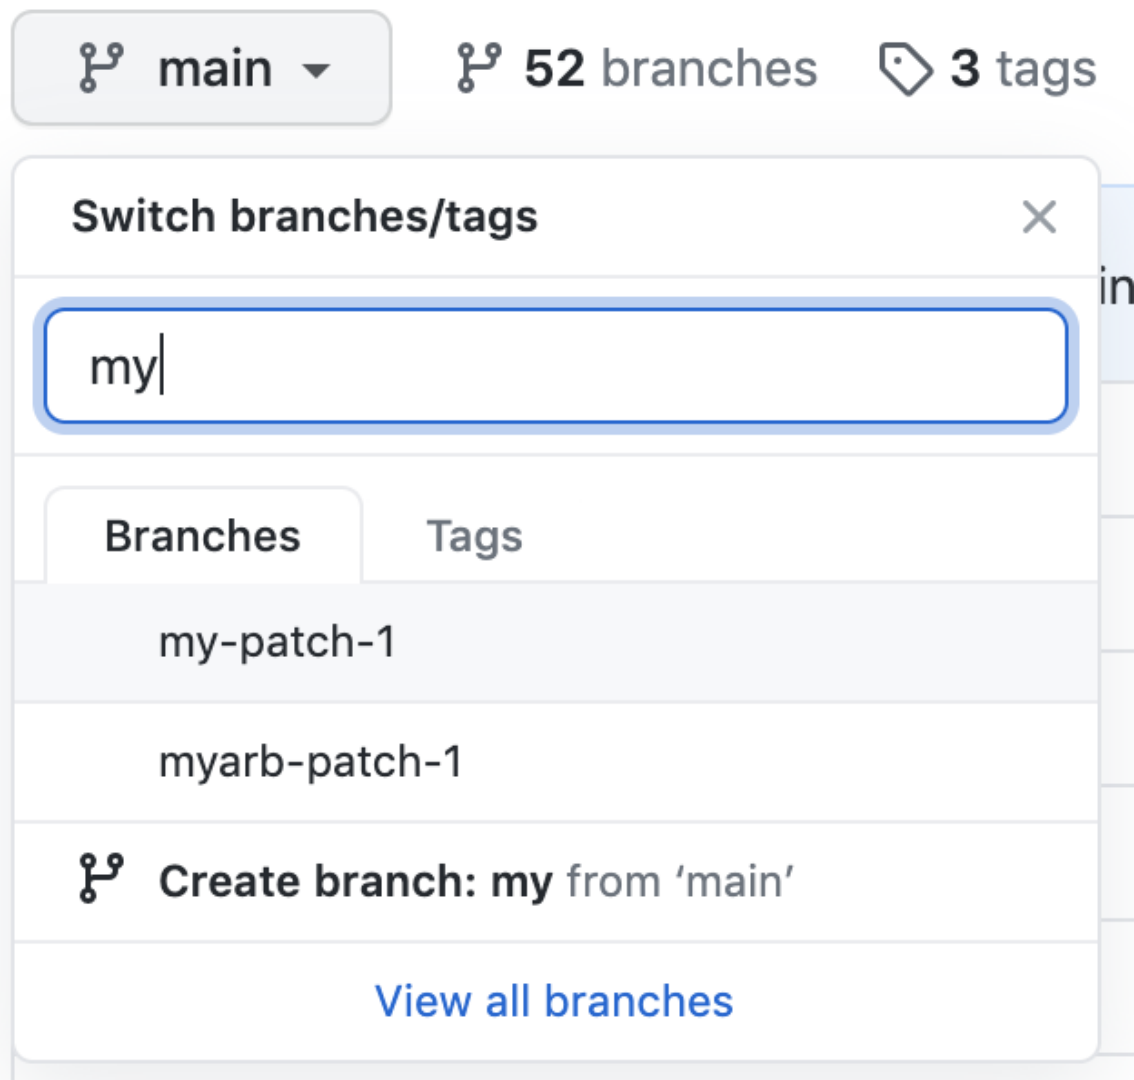 main 52 branches 3 tags
Switch branches/tags
in
my
Branches Tags
my-patch-1
myarb-patch-1
Create branch: my from ‘main’
View all branches